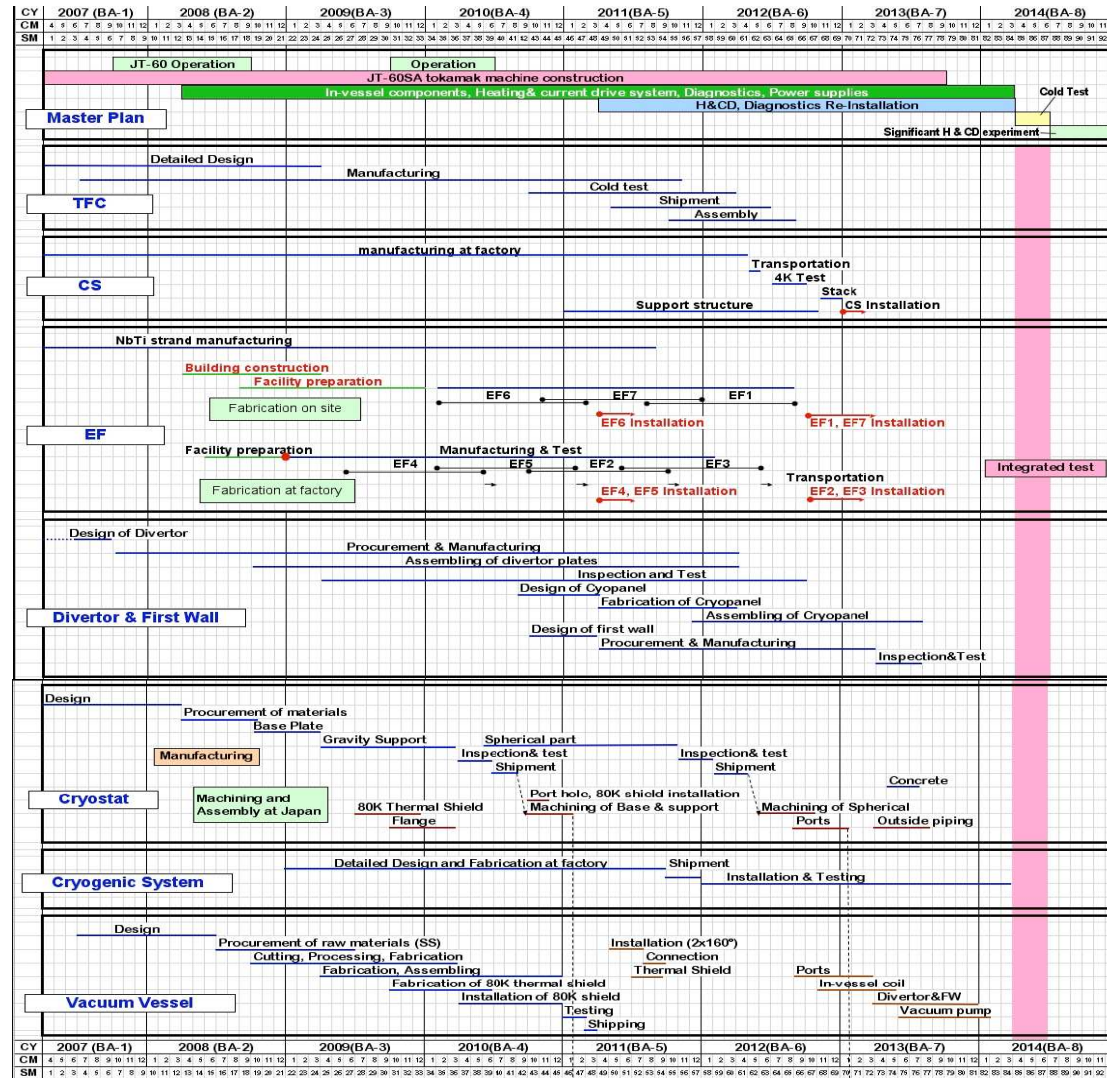 CY 2007 (BA-1) 2008 (BA-2) 2009(BA-3) 2010(BA-4) 2011(BA-5) 2012(BA-6) 2013(BA-7) 2014(BA-8)
CM
SM
JT-60 Operation Operation
JT-60SA tokamak machine construction
In-vessel components, Heating& current drive system, Diagnostics, Power supplies
H&CD, Diagnostics Re-Installation
Cold Test
Master Plan
Significant H & CD experiment
Detailed Design
Manufacturing
Cold test
TFC
Shipment
Assembly
manufacturing at factory
Transportation
4K Test
CS
Stack
Support structure
CS Installation
NbTi strand manufacturing
Building construction
Facility preparation
EF6 EF7 EF1
Fabrication on site
EF6 Installation
EF1, EF7 Installation
EF
Facility preparation
Manufacturing & Test
EF4 EF5 EF2 EF3
Integrated test
Transportation
Fabrication at factory
EF4, EF5 Installation
EF2, EF3 Installation
Design of Divertor
Procurement & Manufacturing
Assembling of divertor plates
Inspection and Test
Design of Cyopanel
Fabrication of Cryopanel
Divertor & First Wall
Assembling of Cryopanel
Design of first wall
Procurement & Manufacturing
Inspection&Test
Design
Procurement of materials
Base Plate
Gravity Support
Spherical part
Manufacturing
Inspection& test
Inspection& test
Shipment
Shipment
Concrete
Cryostat
Machining and
Assembly at Japan
Port hole, 80K shield installation
80K Thermal Shield
Machining of Base & support
Machining of Spherical
Flange
Ports
Outside piping
Detailed Design and Fabrication at factory
Shipment
Cryogenic System
Installation & Testing
Design
Procurement of raw materials (SS)
Installation (2x160°)
Cutting, Processing, Fabrication
Connection
Fabrication, Assembling
Thermal Shield
Ports
Fabrication of 80K thermal shield
In-vessel coil
Vacuum Vessel
Installation of 80K shield
Divertor&FW
Testing
Vacuum pump
Shipping
CY 2007 (BA-1) 2008 (BA-2) 2009(BA-3) 2010(BA-4) 2011(BA-5) 2012(BA-6) 2013(BA-7) 2014(BA-8)
CM
SM